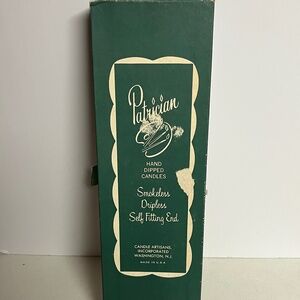 Patrician
HAND
DIPPED
CANDLES
Smokeless
Dripless
Self Fitting End
CANDLE ARTISANS,
INCORPORATED
WASHINGTON, N.J.
MADE IN U.S.A.